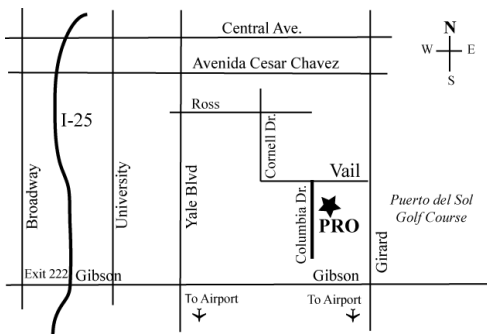 Central Ave.
N
W E
S
Avenida Cesar Chavez
Ross
I-25
Cornell Dr.
Vail
Broadway
University
Yale Blvd
Columbia Dr.
PRO
Puerto del Sol
Golf Course
Girard
Exit 222
Gibson
Gibson
To Airport
To Airport